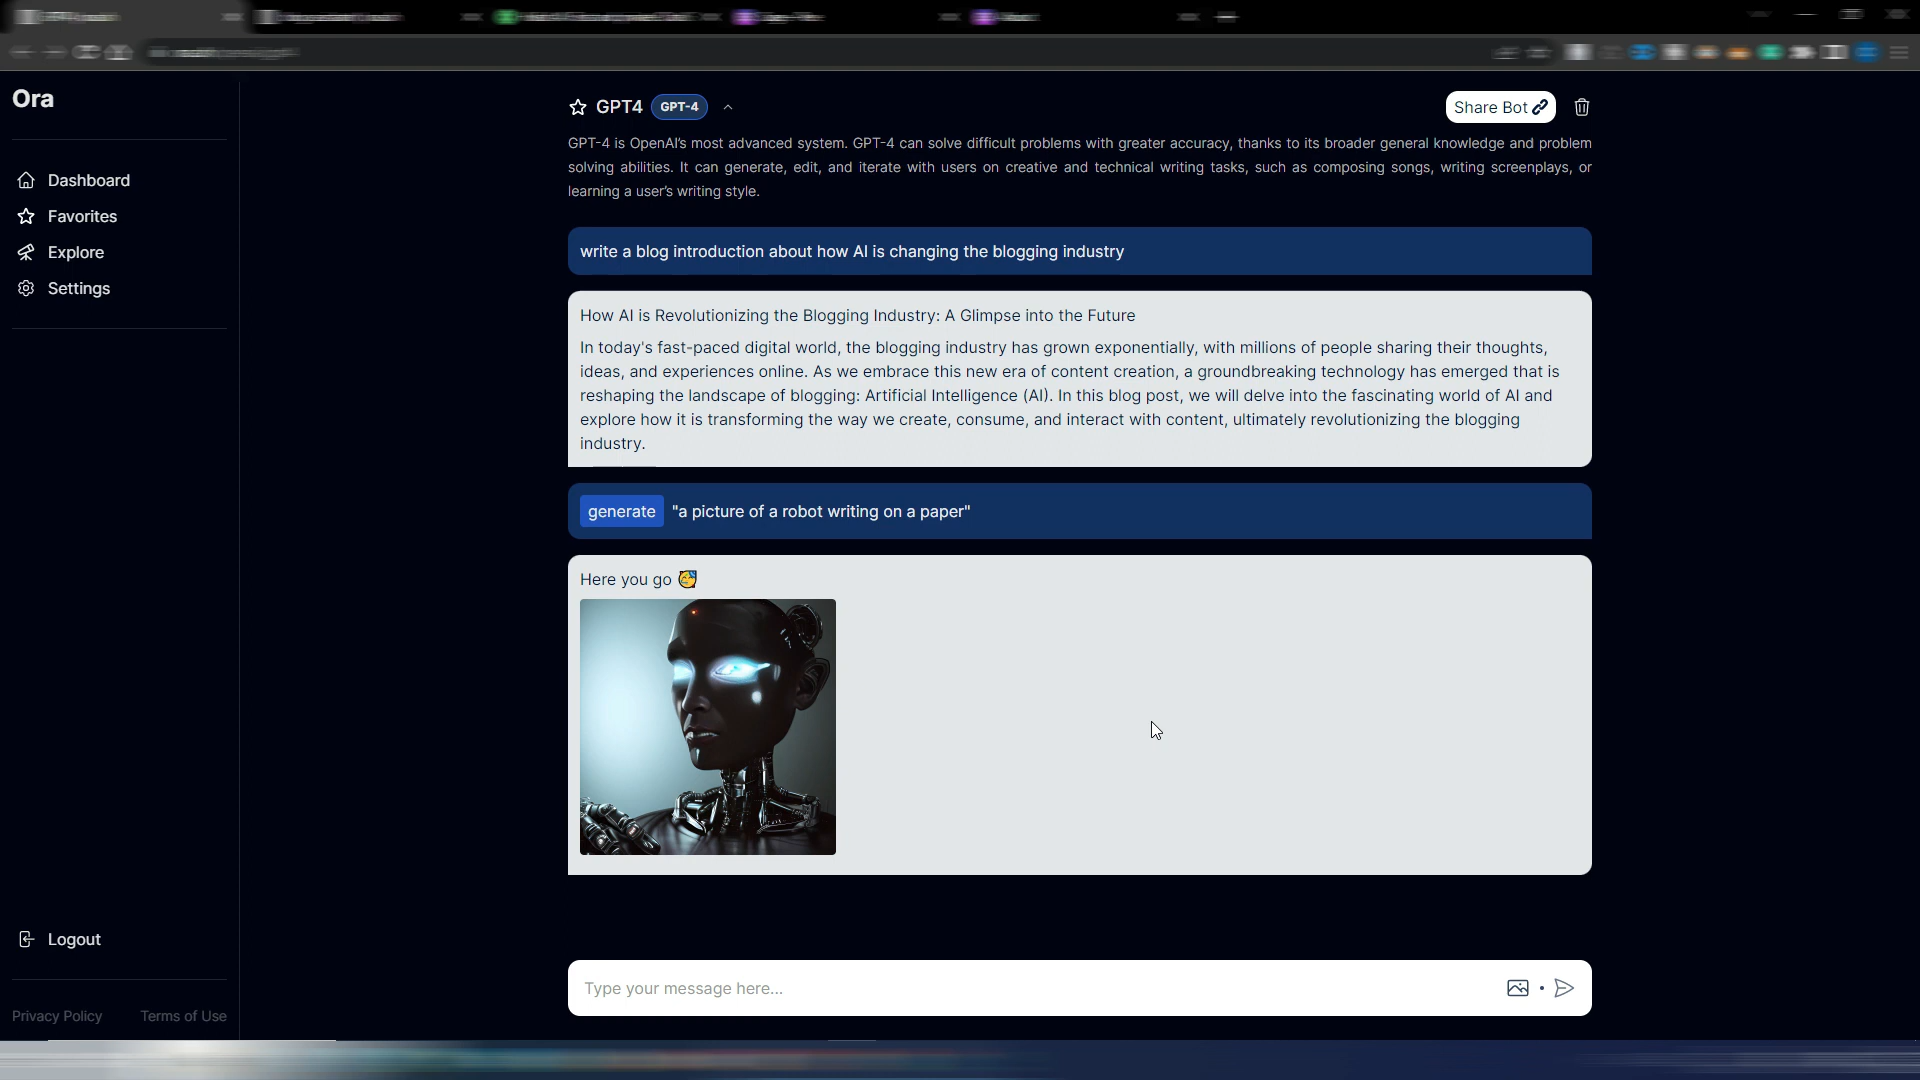 Ora
Dashboard
Favorites
Explore
Settings
Logout
Privacy Policy Terms of Use
GPT4 GPT-4
Share Bot
GPT-4 is OpenAI's most advanced system. GPT-4 can solve difficult problems with greater accuracy, thanks to its broader general knowledge and problem
solving abilities. It can generate, edit, and iterate with users on creative and technical writing tasks, such as composing songs, writing screenplays, or
learning a user's writing style.
write a blog introduction about how AI is changing the blogging industry
How AI is Revolutionizing the Blogging Industry: A Glimpse into the Future
In today's fast-paced digital world, the blogging industry has grown exponentially, with millions of people sharing their thoughts,
ideas, and experiences online. As we embrace this new era of content creation, a groundbreaking technology has emerged that is
reshaping the landscape of blogging: Artificial Intelligence (AI). In this blog post, we will delve into the fascinating world of AI and
explore how it is transforming the way we create, consume, and interact with content, ultimately revolutionizing the blogging
industry.
generate "a picture of a robot writing on a paper"
Here you go 🥳
Type your message here...